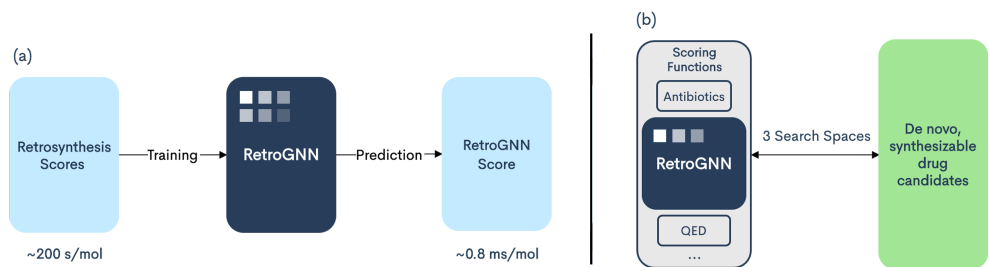 (a)
Retrosynthesis
Scores
Training
RetroGNN
Prediction
RetroGNN
Score
~200 s/mol
~0.8 ms/mol
(b)
Scoring
Functions
Antibiotics
RetroGNN
QED
...
3 Search Spaces
De novo,
synthesizable
drug
candidates